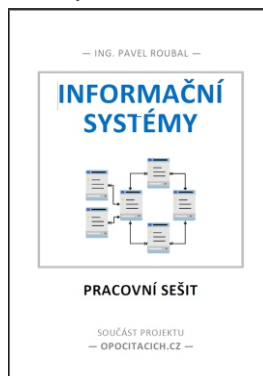 — ING. PAVEL ROUBAL —
INFORMAČNÍ
SYSTÉMY
PRACOVNÍ SEŠIT
SOUČÁST PROJEKTU
— OPOCITACICH.CZ —